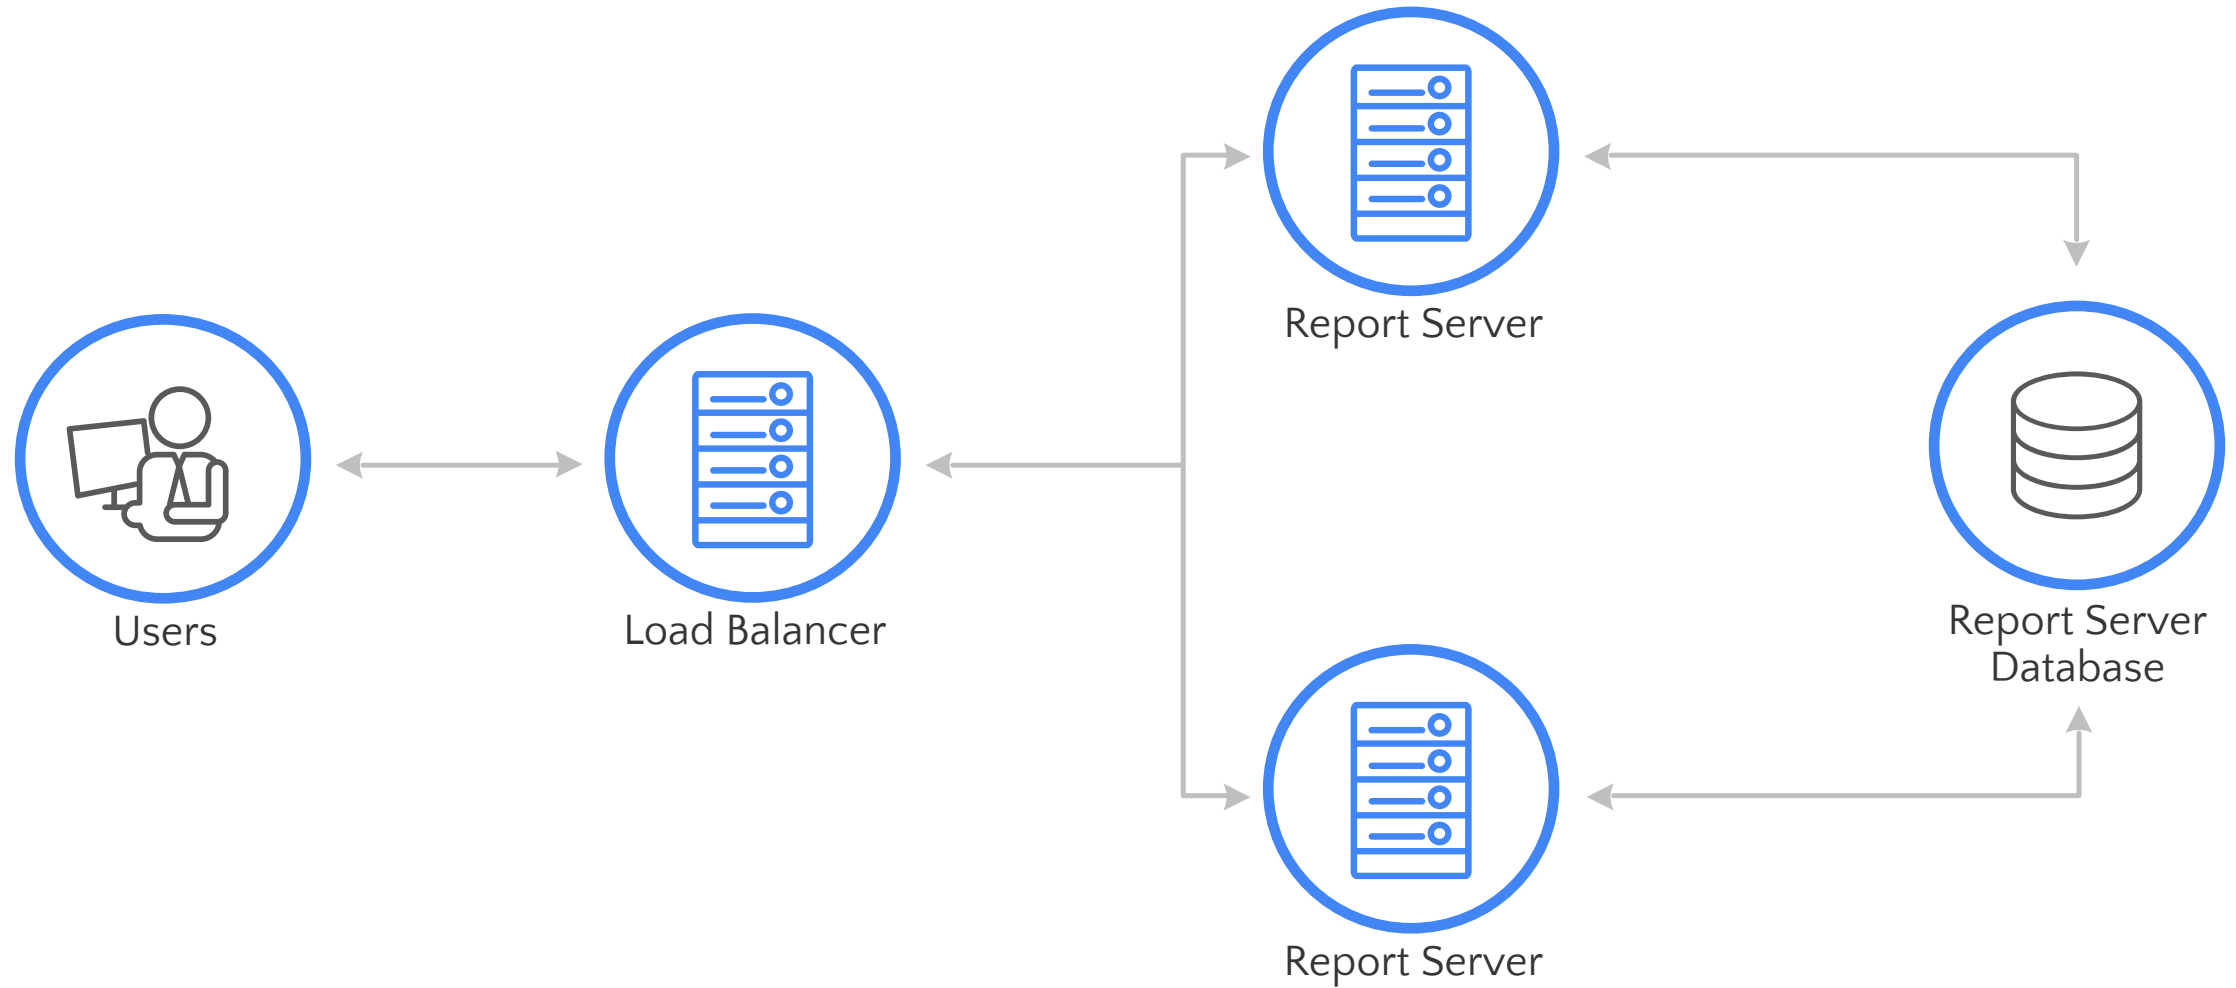 Report Server
Users
Load Balancer
Report Server
Database
Report Server